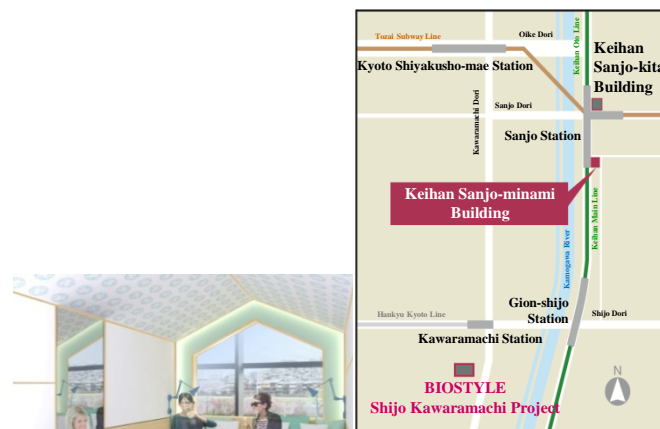 Tozai Subway Line
Oike Dori
Keihan Oto Line
Keihan
Sanjo-kita
Building
Kyoto Shiyakusho-mae Station
Kawaramachi Dori
Sanjo Dori
Sanjo Station
Keihan Sanjo-minami
Building
Keihan Main Line
Kamogawa River
Gion-shijo
Station
Hankyu Kyoto Line
Shijo Dori
Kawaramachi Station
N
BIOSTYLE
Shijo Kawaramachi Project